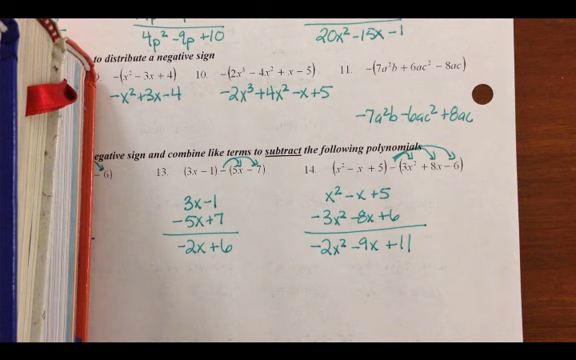 4p² -9p +10
20x² -15x -1
to distribute a negative sign
-(x² - 3x + 4) 10. -(2x³ - 4x² + x - 5) 11. -(7a²b + 6ac² - 8ac)
-x² +3x -4 -2x³ +4x² -x +5
-7a²b -6ac² +8ac
egative sign and combine like terms to subtract the following polynomials
- 6) 13. (3x - 1) - (5x - 7) 14. (x² - x + 5) - (3x² + 8x - 6)
3x -1 x² -x +5
-5x +7 -3x² -8x +6
-2x +6 -2x² -9x +11